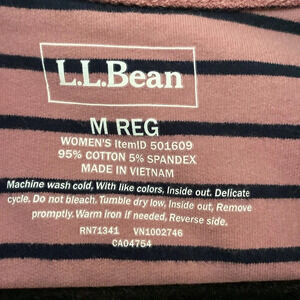 L.L.Bean
M REG
WOMEN'S ItemID 501609
95% COTTON 5% SPANDEX
MADE IN VIETNAM
Machine wash cold, With like colors, Inside out. Delicate
cycle. Do not bleach. Tumble dry low, Inside out, Remove
promptly. Warm iron if needed, Reverse side.
RN71341 VN1002746
CA04754